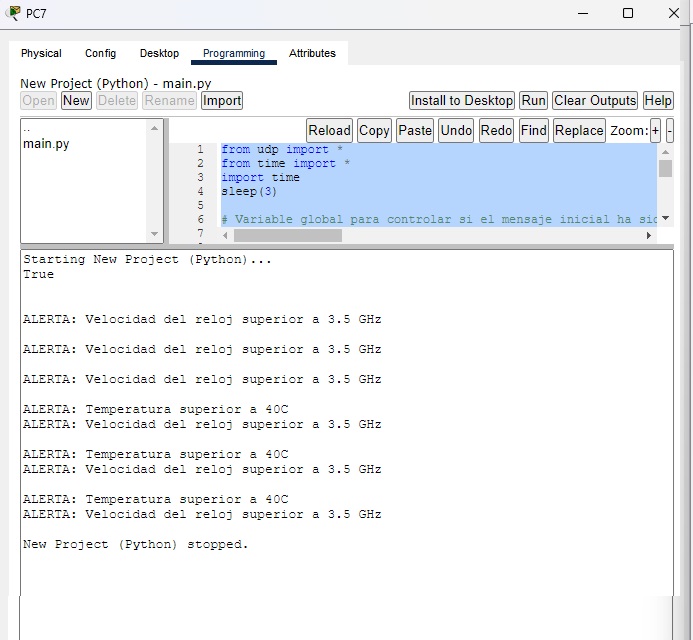 PC7
Physical Config Desktop Programming Attributes
New Project (Python) - main.py
Open New Delete Rename Import Install to Desktop Run Clear Outputs Help
Reload Copy Paste Undo Redo Find Replace Zoom: + -
..
main.py
1 from udp import *
2 from time import *
3 import time
4 sleep(3)
5
6 # Variable global para controlar si el mensaje inicial ha
7
Starting New Project (Python)...
True
ALERTA: Velocidad del reloj superior a 3.5 GHz
ALERTA: Velocidad del reloj superior a 3.5 GHz
ALERTA: Velocidad del reloj superior a 3.5 GHz
ALERTA: Temperatura superior a 40C
ALERTA: Velocidad del reloj superior a 3.5 GHz
ALERTA: Temperatura superior a 40C
ALERTA: Velocidad del reloj superior a 3.5 GHz
ALERTA: Temperatura superior a 40C
ALERTA: Velocidad del reloj superior a 3.5 GHz
New Project (Python) stopped.